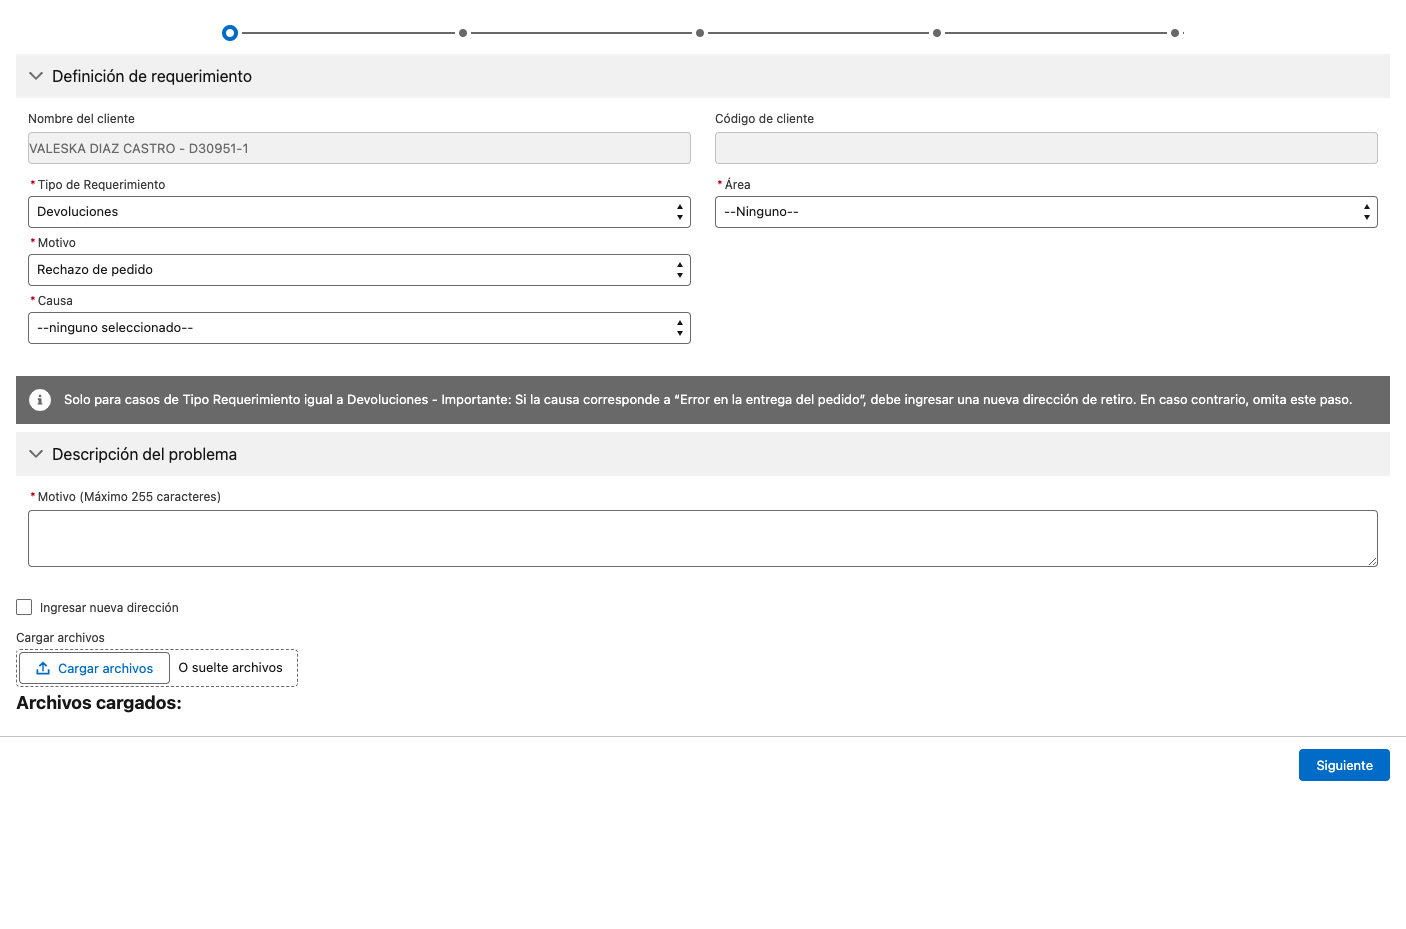 Definición de requerimiento
Nombre del cliente
Código de cliente
VALESKA DIAZ CASTRO - D30951-1
* Tipo de Requerimiento
* Área
Devoluciones
--Ninguno--
* Motivo
Rechazo de pedido
* Causa
--ninguno seleccionado--
Solo para casos de Tipo Requerimiento igual a Devoluciones - Importante: Si la causa corresponde a “Error en la entrega del pedido”, debe ingresar una nueva dirección de retiro. En caso contrario, omita este paso.
Descripción del problema
* Motivo (Máximo 255 caracteres)
Ingresar nueva dirección
Cargar archivos
Cargar archivos O suelte archivos
Archivos cargados:
Siguiente